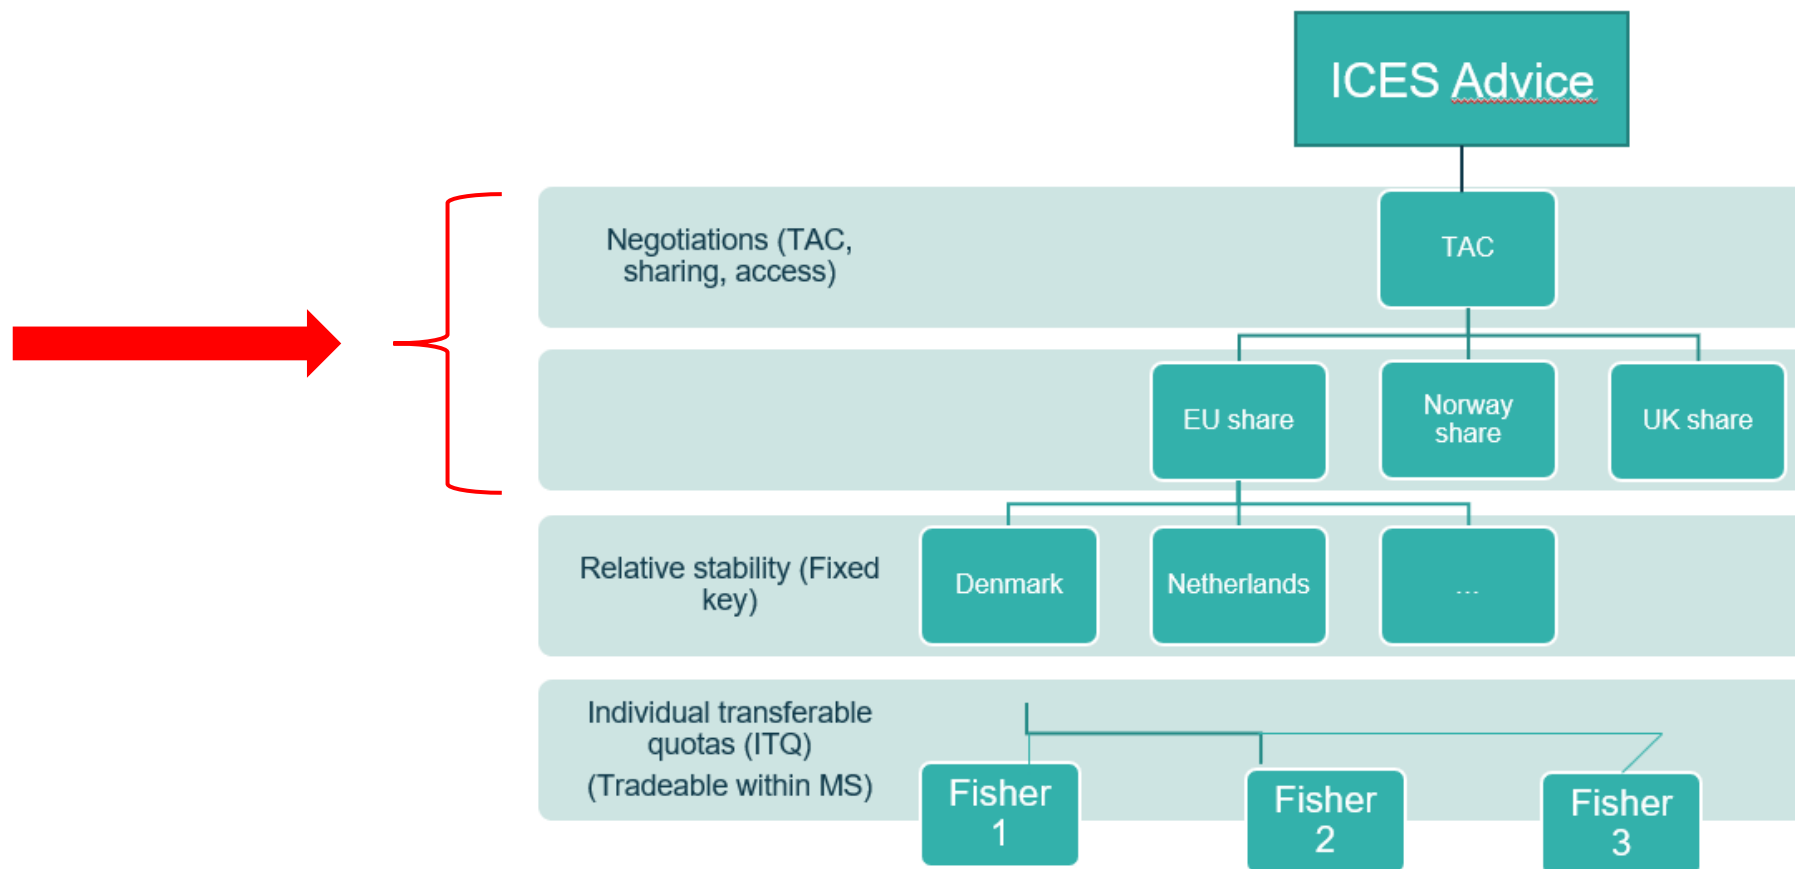 ICES Advice
Negotiations (TAC,
sharing, access)
TAC
EU share
Norway
share
UK share
Relative stability (Fixed
key)
Denmark
Netherlands
...
Individual transferable
quotas (ITQ)
(Tradeable within MS)
Fisher
1
Fisher
2
Fisher
3